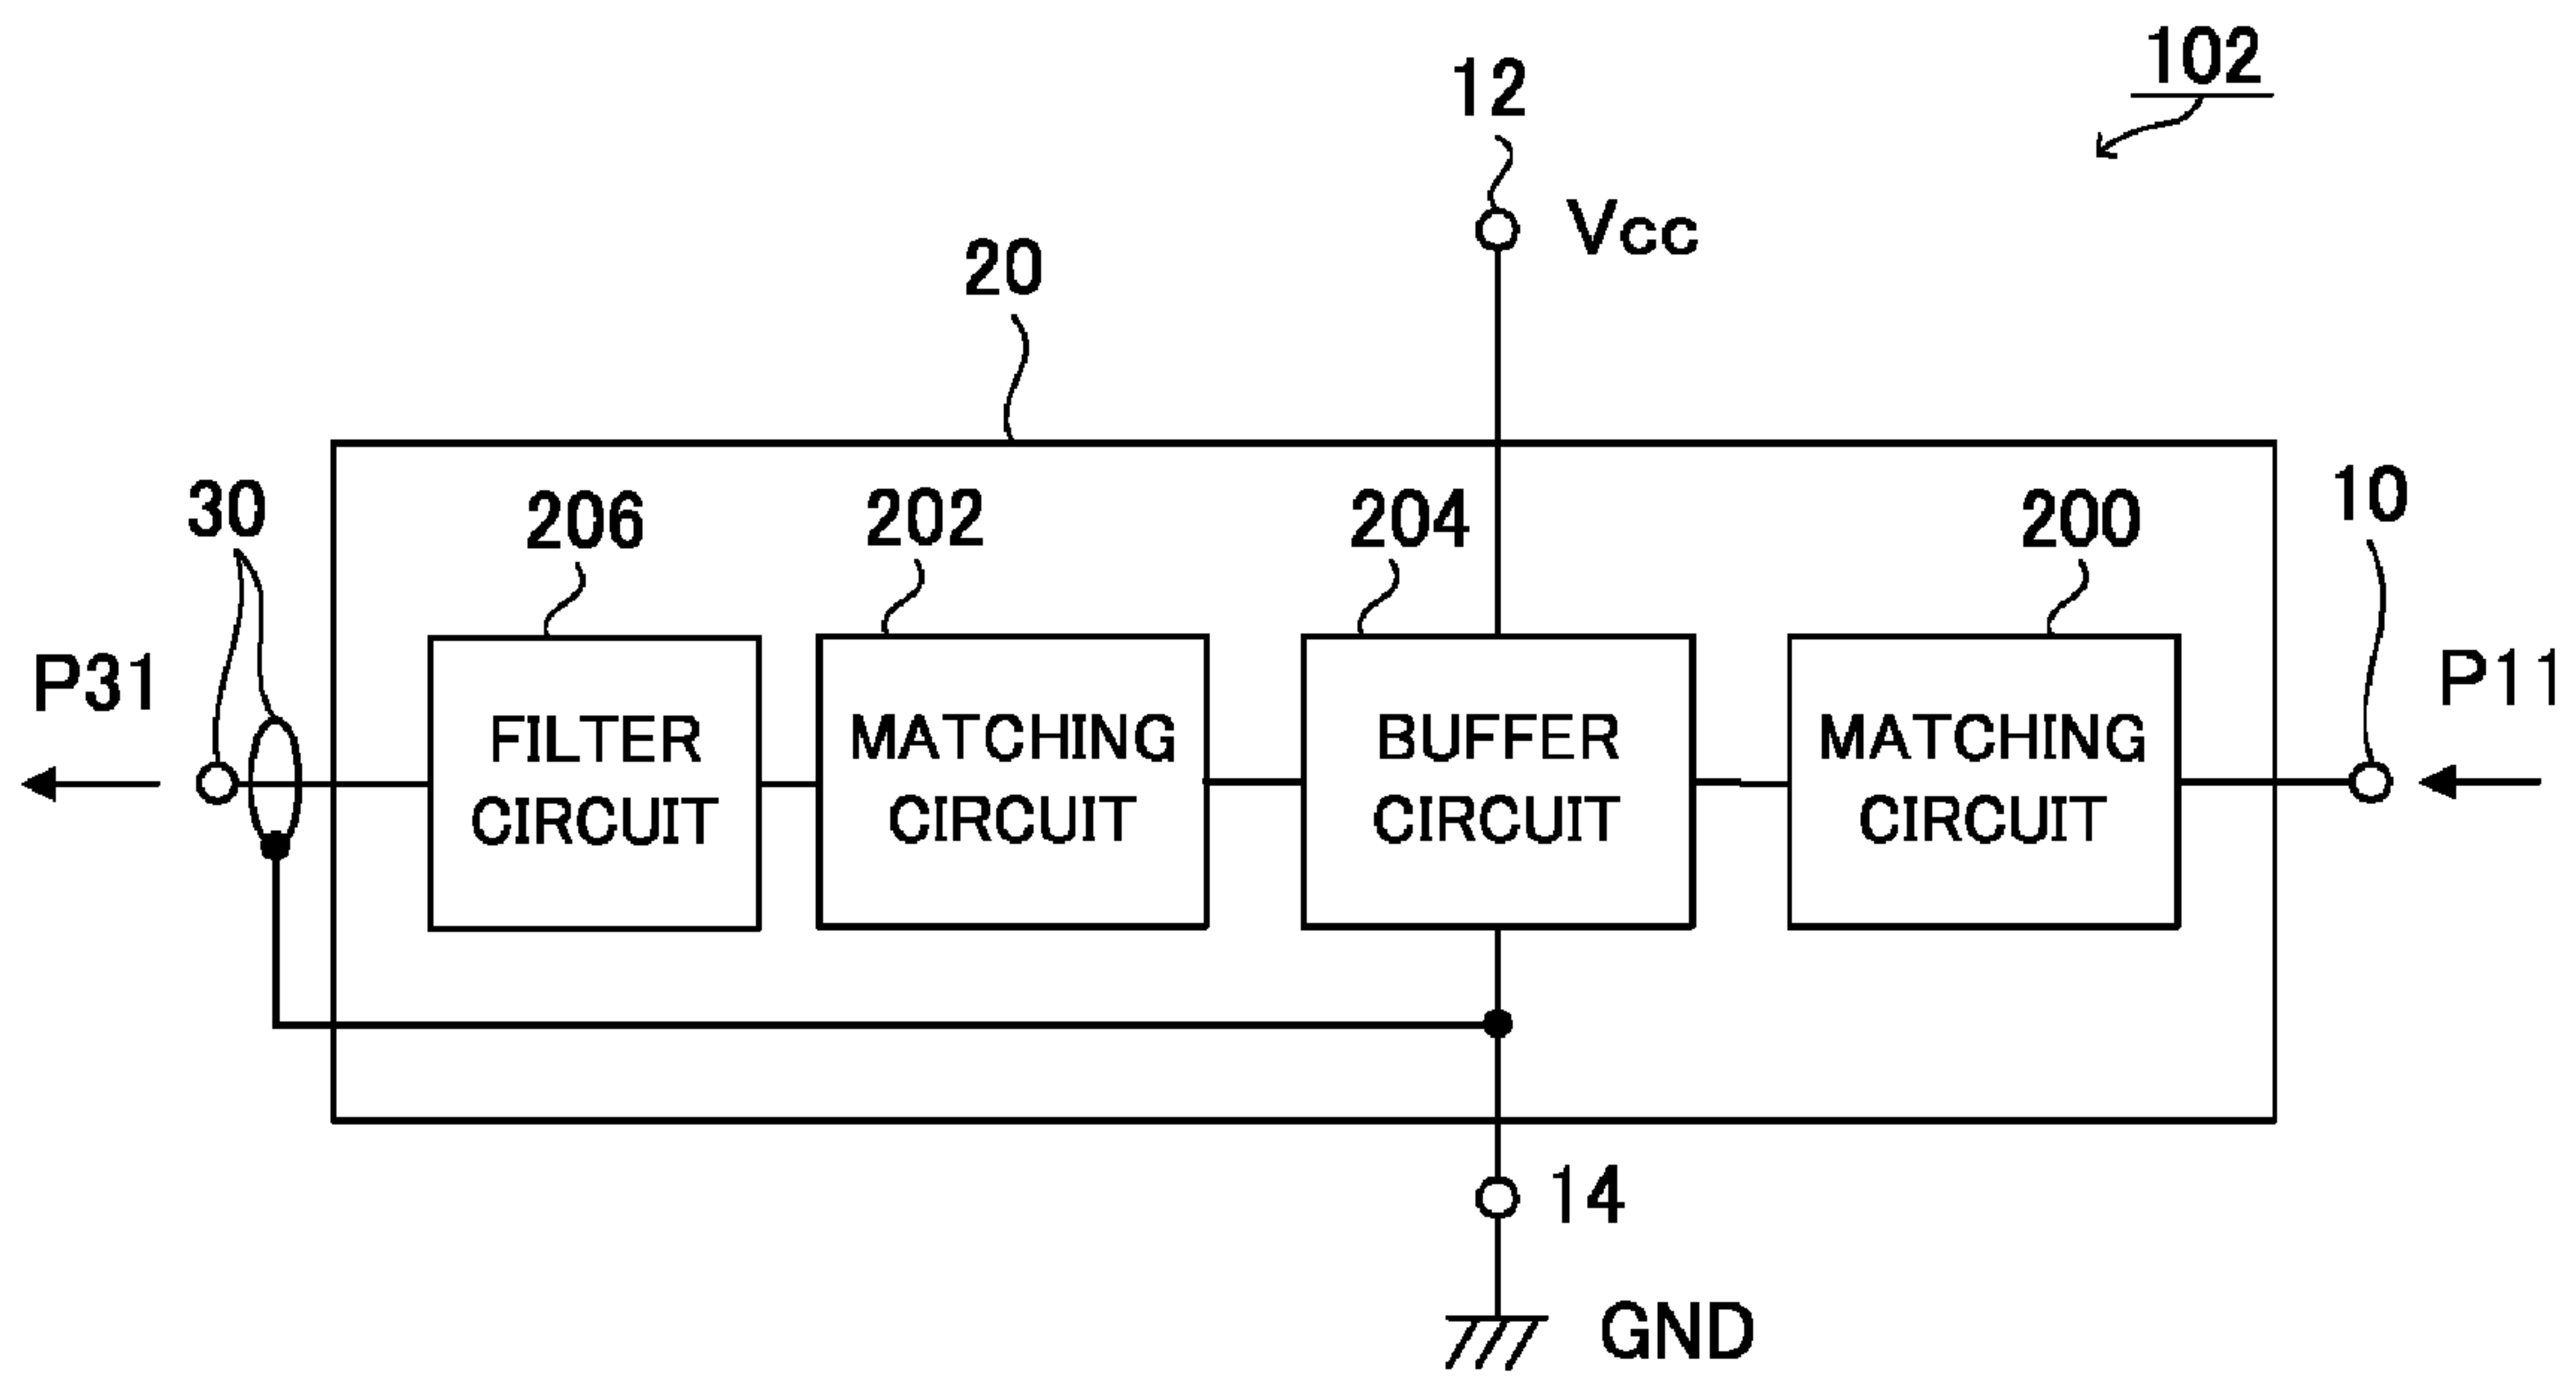 102
12
Vcc
20
30
206
202
204
200
10
P31
P11
FILTER
CIRCUIT
MATCHING
CIRCUIT
BUFFER
CIRCUIT
MATCHING
CIRCUIT
14
GND